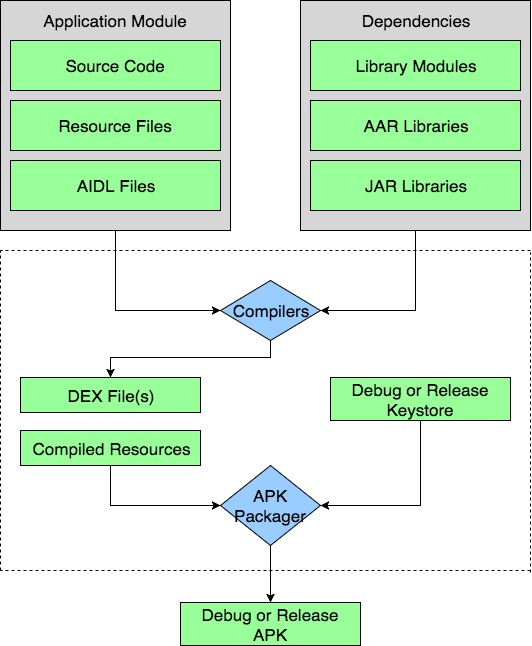 Application Module
Source Code
Resource Files
AIDL Files
Dependencies
Library Modules
AAR Libraries
JAR Libraries
Compilers
DEX File(s)
Compiled Resources
Debug or Release
Keystore
APK
Packager
Debug or Release
APK